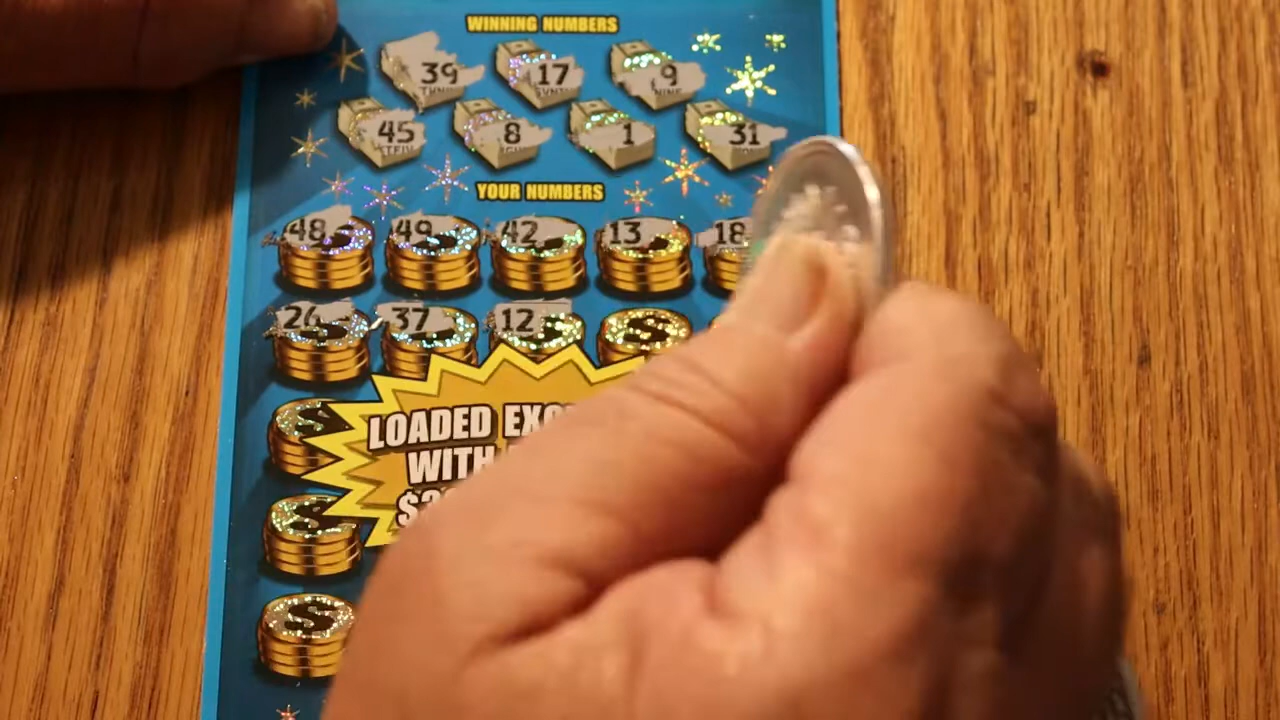 WINNING NUMBERS
39 17 9
NINE
45 8 1 31
YOUR NUMBERS
48 49 42 13 18
26 37 12
LOADED
WITH